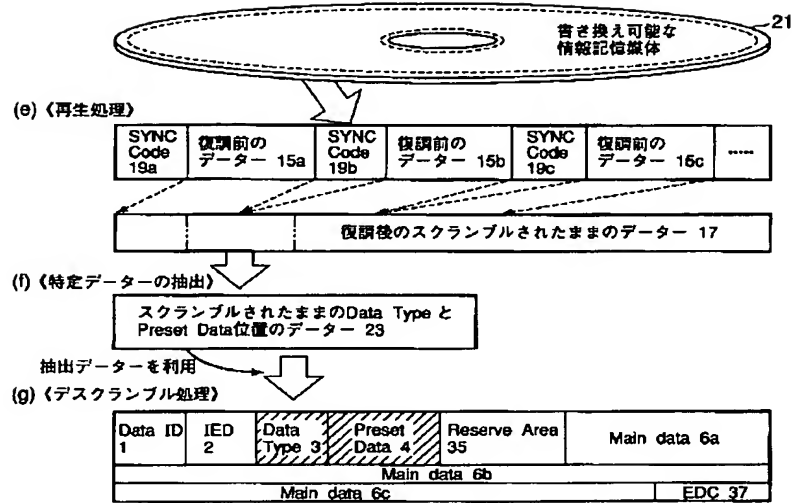 書き換え可能な 21
情報記憶媒体
(e)《再生処理》
SYNC Code 19a 復調前のデーター 15a SYNC Code 19b 復調前のデーター 15b SYNC Code 19c 復調前のデーター 15c .....
復調後のスクランブルされたままのデーター 17
(f)《特定データーの抽出》
スクランブルされたままのData Type と
Preset Data位置のデーター 23
抽出データーを利用
(g)《デスクランブル処理》
Data ID 1 IED 2 Data Type 3 Preset Data 4 Reserve Area 35 Main data 6a
Main data 6b
Main data 6c EDC 37